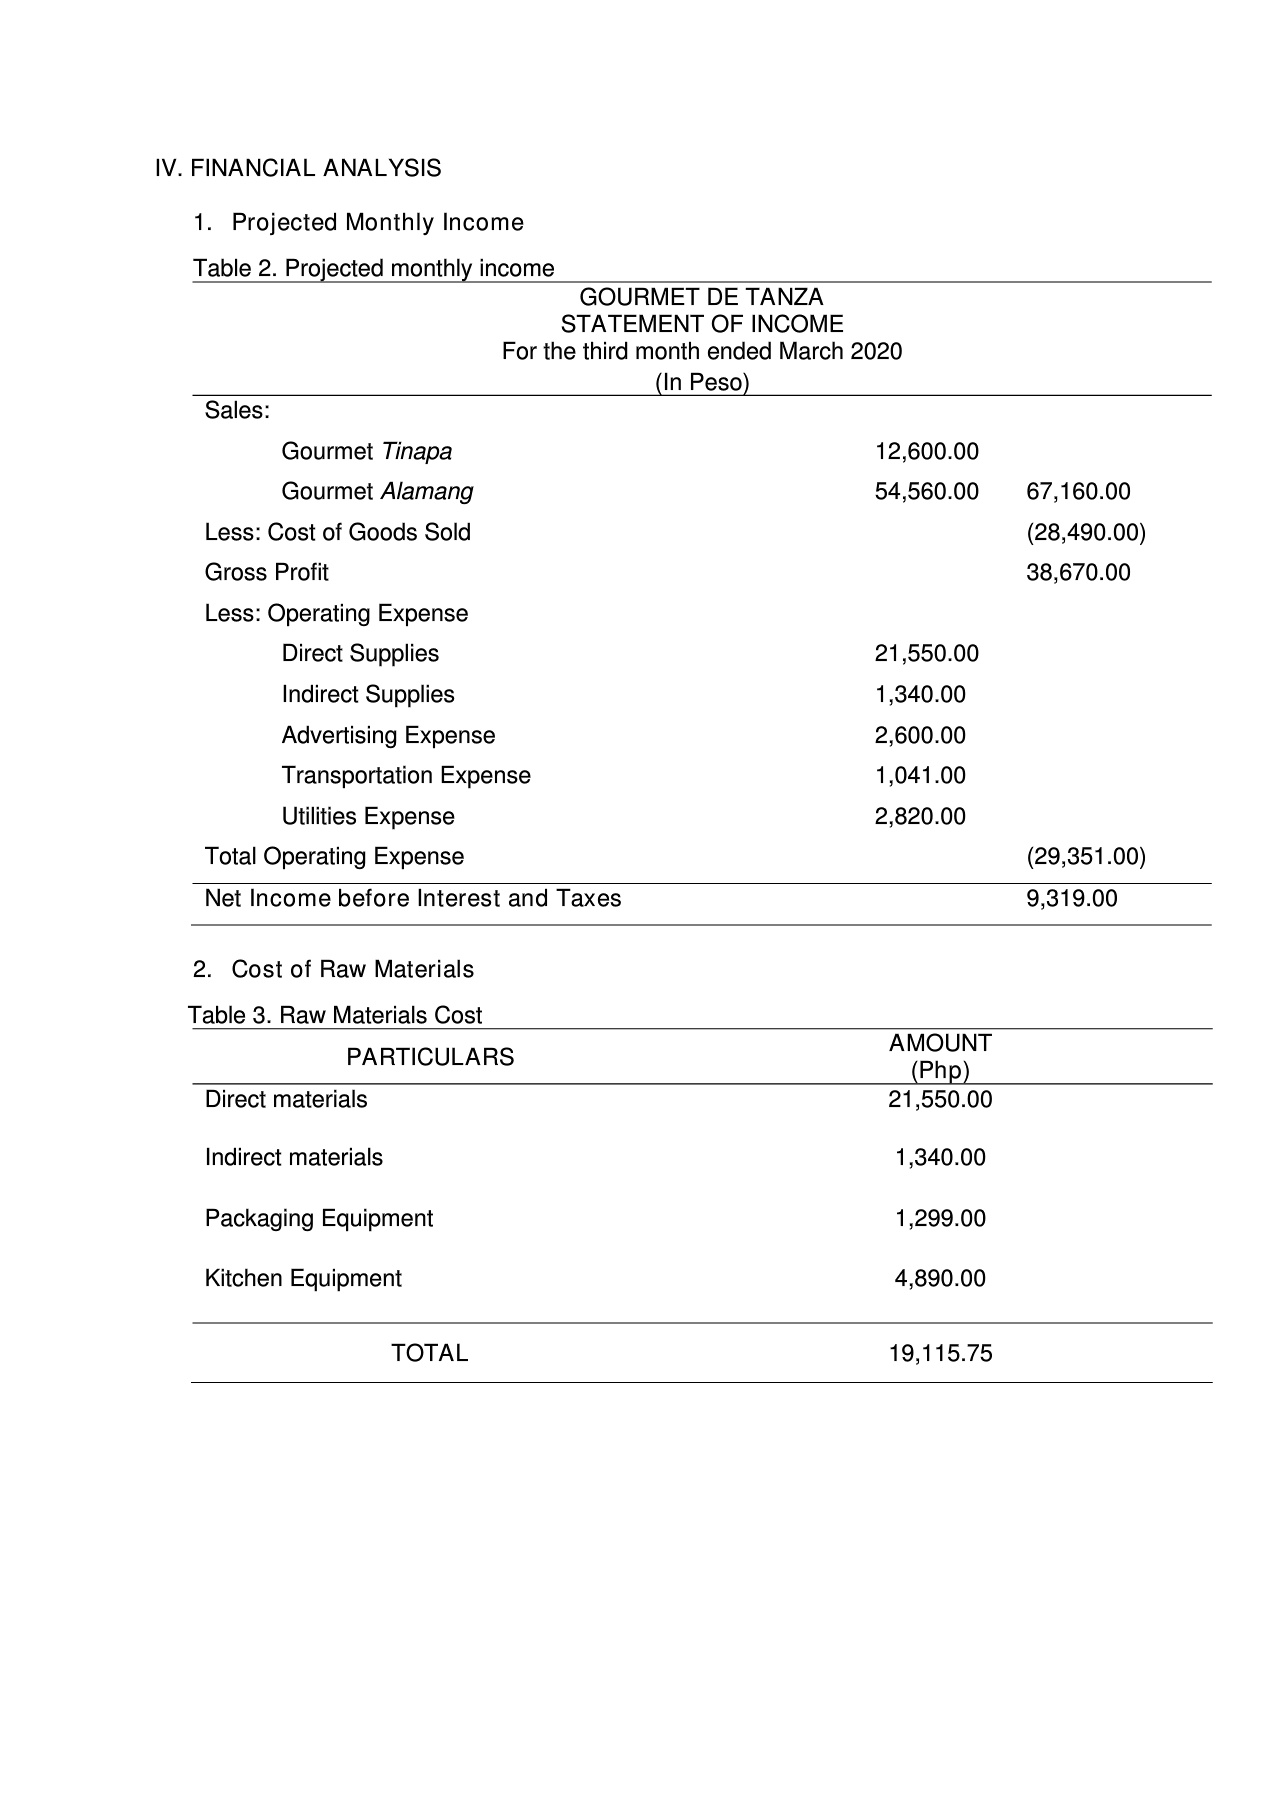 IV. FINANCIAL ANALYSIS
1. Projected Monthly Income
Table 2. Projected monthly income
GOURMET DE TANZA
STATEMENT OF INCOME
For the third month ended March 2020
(In Peso)
Sales:
Gourmet Tinapa 12,600.00
Gourmet Alamang 54,560.00 67,160.00
Less: Cost of Goods Sold (28,490.00)
Gross Profit 38,670.00
Less: Operating Expense
Direct Supplies 21,550.00
Indirect Supplies 1,340.00
Advertising Expense 2,600.00
Transportation Expense 1,041.00
Utilities Expense 2,820.00
Total Operating Expense (29,351.00)
Net Income before Interest and Taxes 9,319.00
2. Cost of Raw Materials
Table 3. Raw Materials Cost
PARTICULARS AMOUNT
(Php)
Direct materials 21,550.00
Indirect materials 1,340.00
Packaging Equipment 1,299.00
Kitchen Equipment 4,890.00
TOTAL 19,115.75